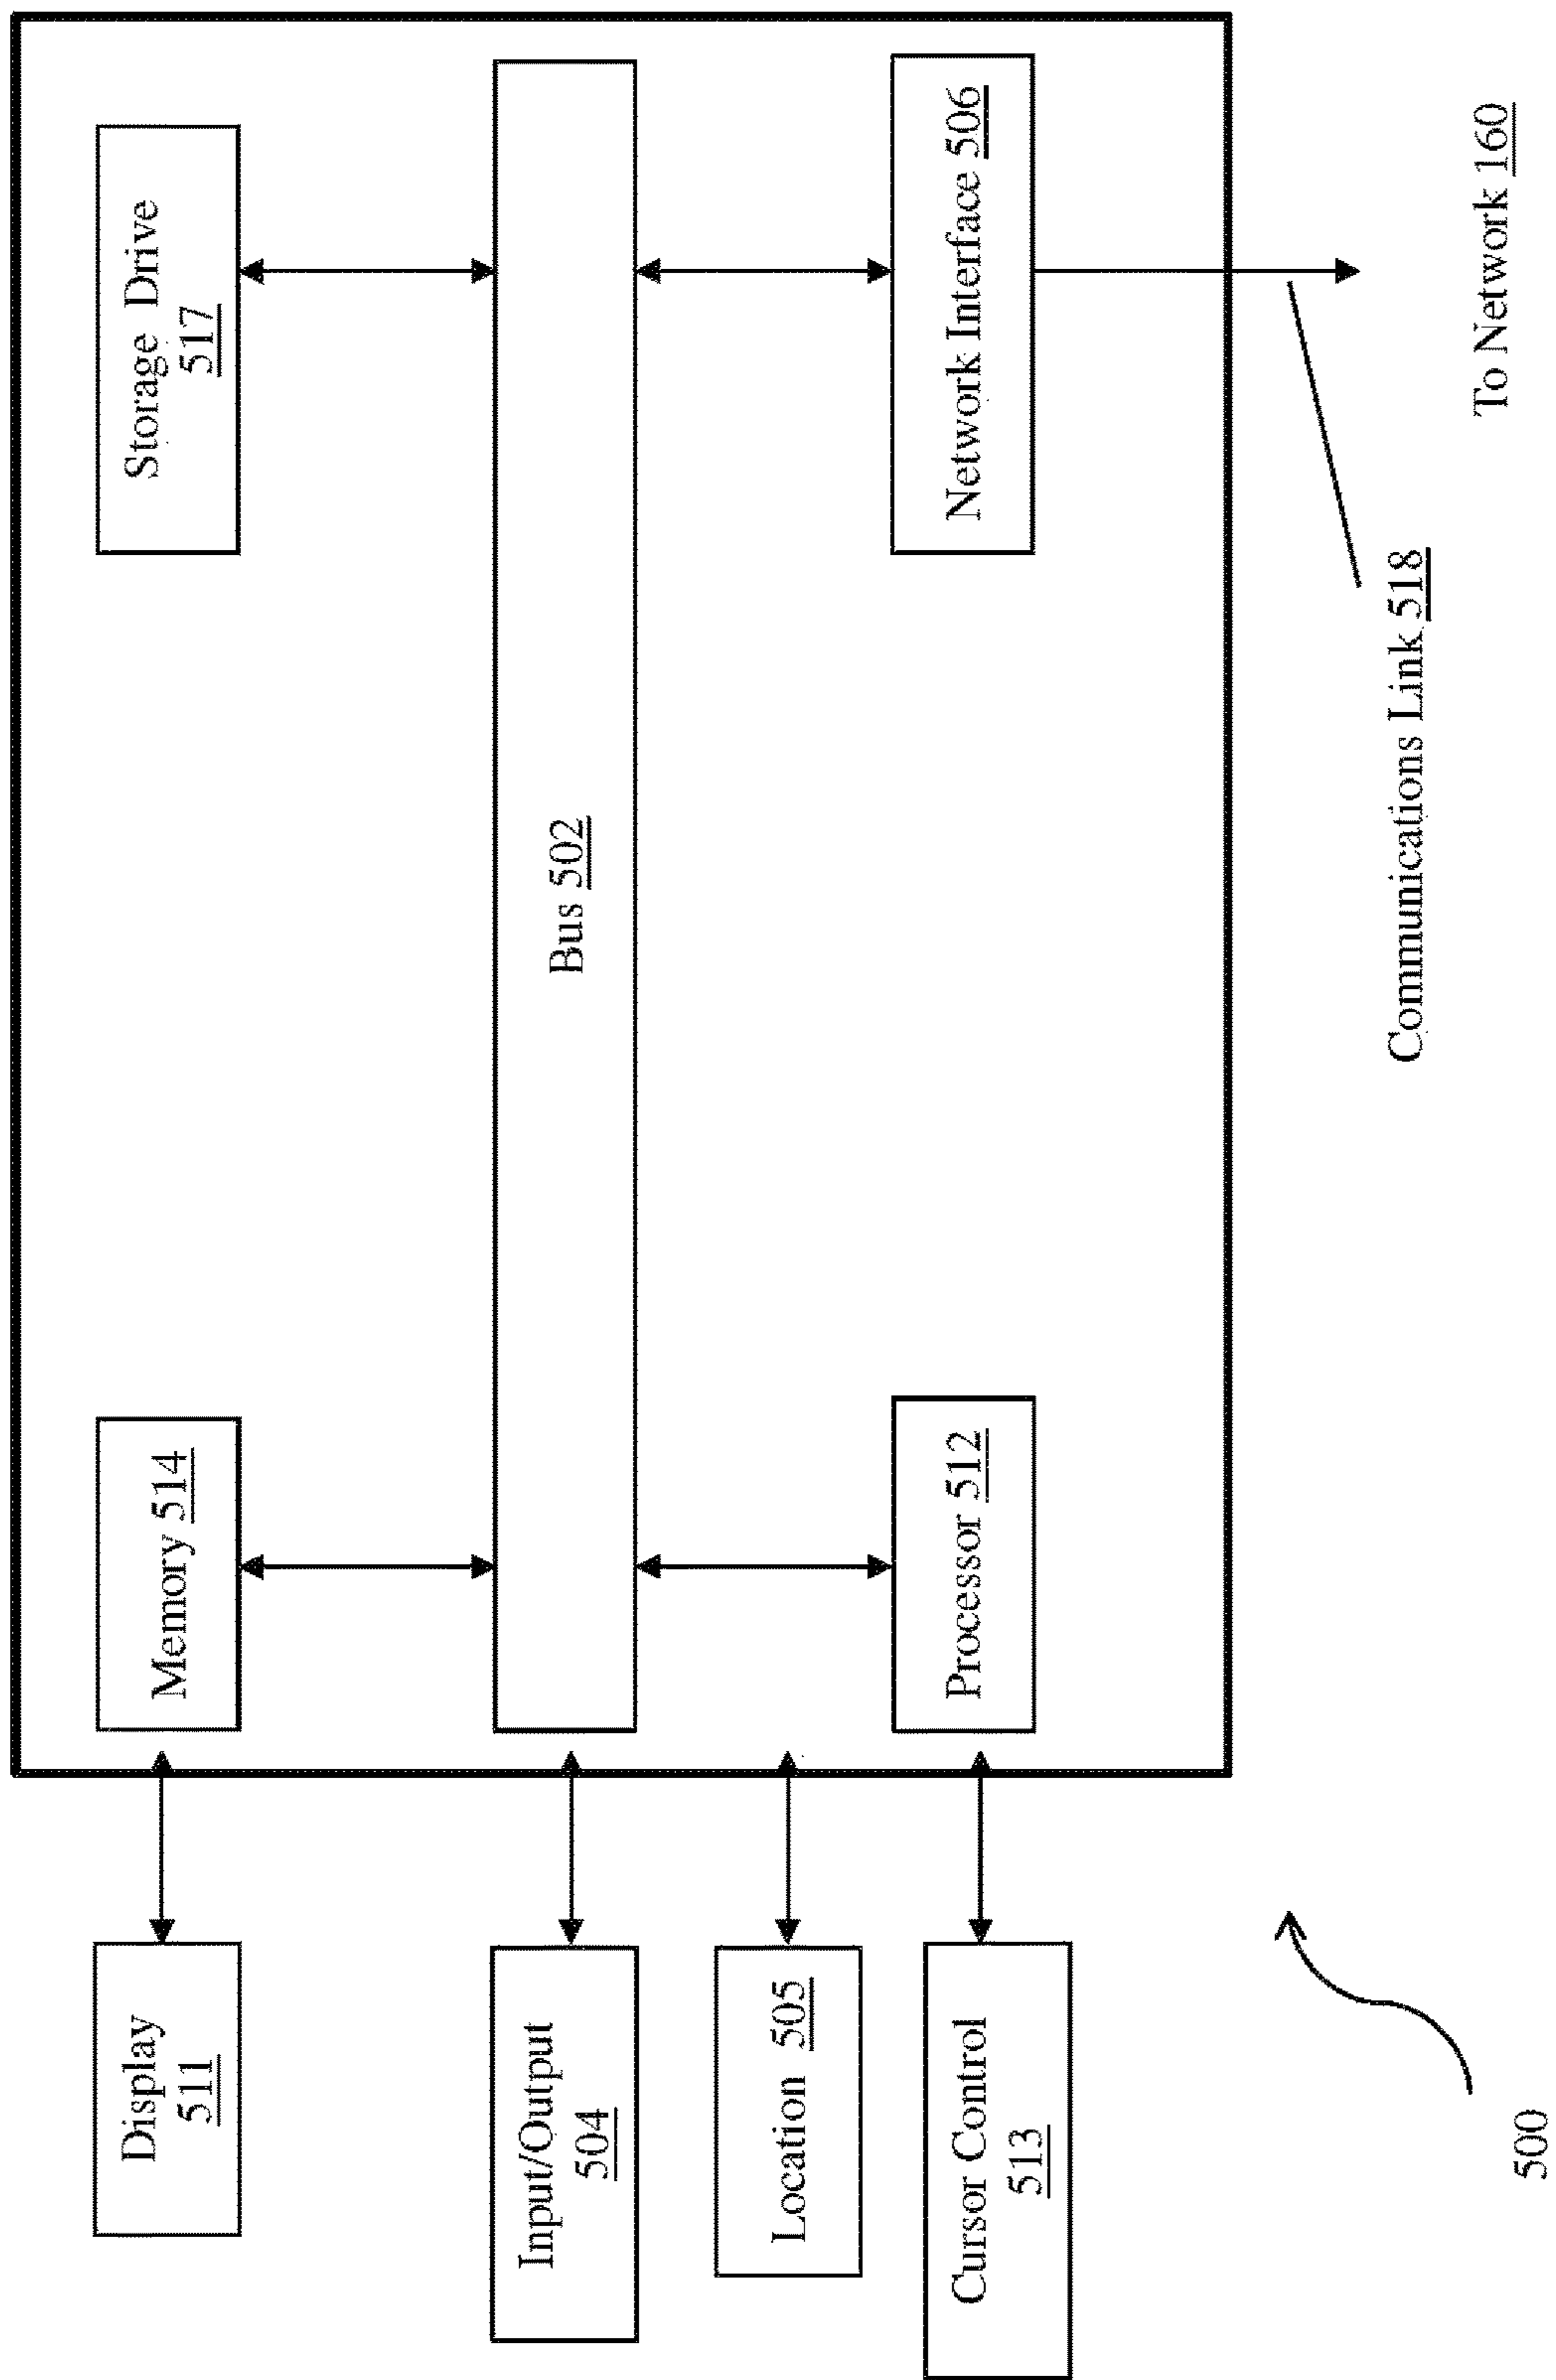 Display
511
Input/Output
504
Location 505
Cursor Control
513
Memory 514
Storage Drive
517
Bus 502
Processor 512
Network Interface 506
Communications Link 518
To Network 160
500